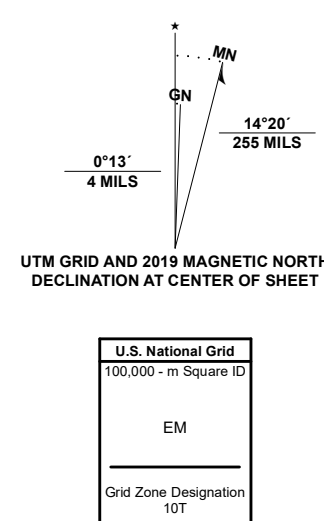 ★
MN
GN
14°20´
255 MILS
0°13´
4 MILS
UTM GRID AND 2019 MAGNETIC NORTH
DECLINATION AT CENTER OF SHEET
U.S. National Grid
100,000 - m Square ID
EM
Grid Zone Designation
10T